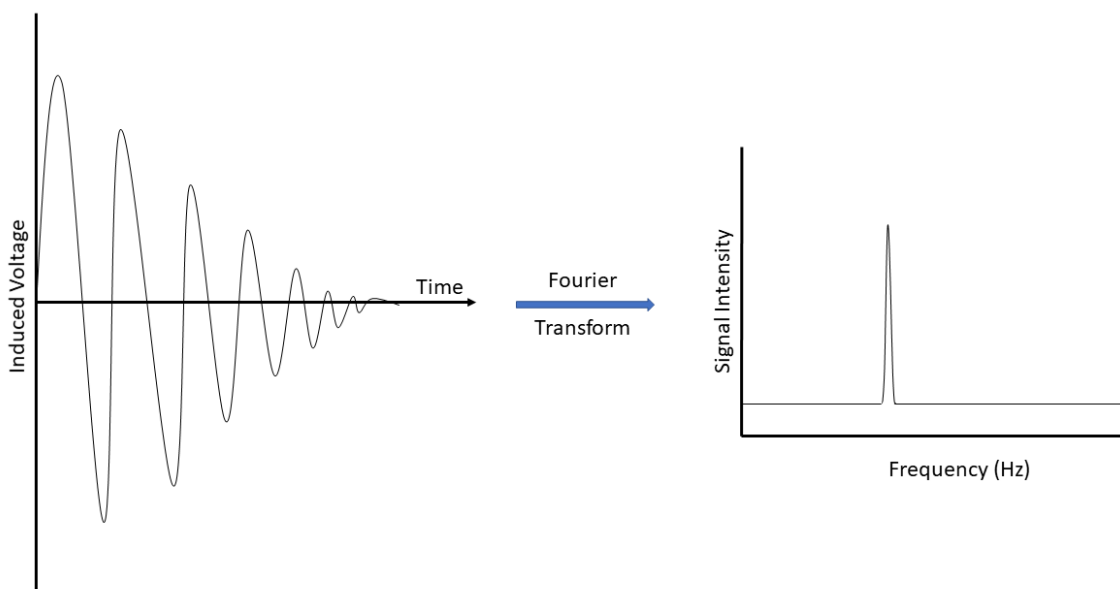 Induced Voltage
Time
Fourier
Transform
Signal Intensity
Frequency (Hz)